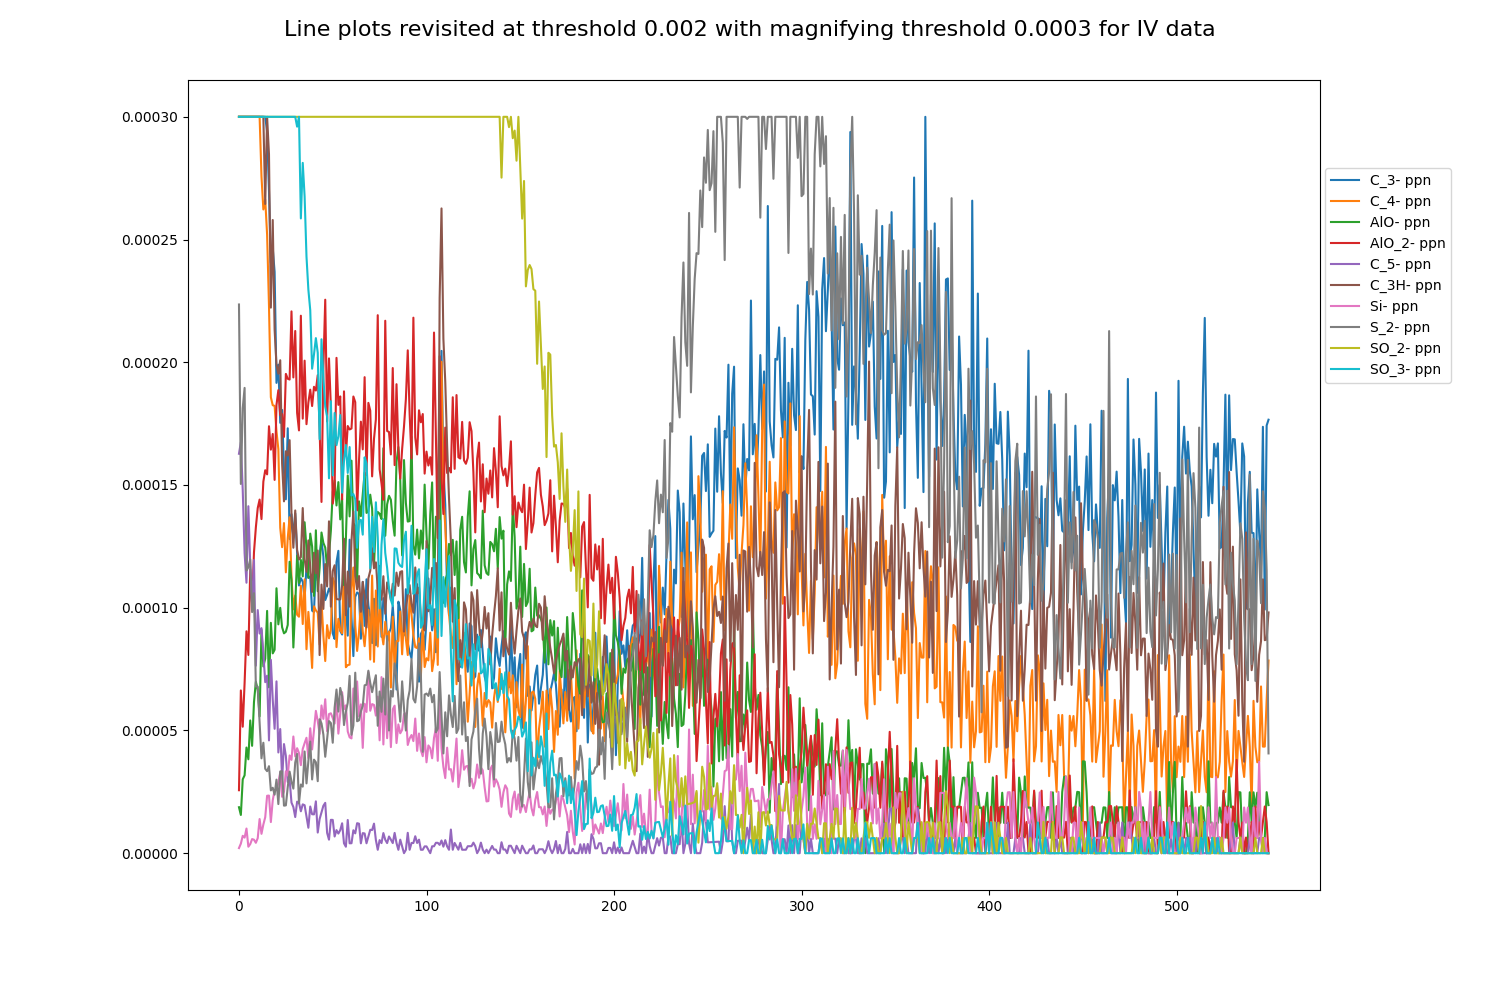 Line plots revisited at threshold 0.002 with magnifying threshold 0.0003 for IV data
0.00030
0.00025
0.00020
0.00015
0.00010
0.00005
0.00000
0 100 200 300 400 500
C_3- ppn
C_4- ppn
AlO- ppn
AlO_2- ppn
C_5- ppn
C_3H- ppn
Si- ppn
S_2- ppn
SO_2- ppn
SO_3- ppn